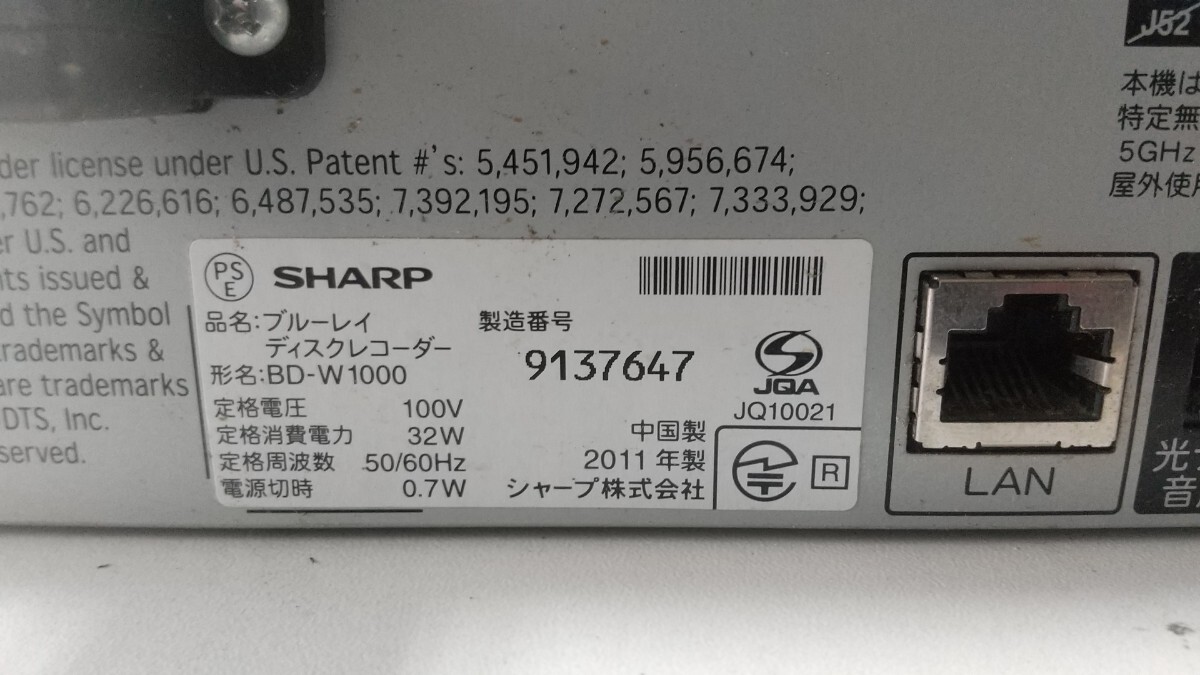 der license under U.S. Patent #'s: 5,451,942; 5,956,674;
,762; 6,226,616; 6,487,535; 7,392,195; 7,272,567; 7,333,929;
er U.S. and
nts issued &
d the Symbol
trademarks &
are trademarks
DTS, Inc.
served.
PS
E
SHARP
品名:ブルーレイ
ディスクレコーダー
形名:BD-W1000
定格電圧 100V
定格消費電力 32W
定格周波数 50/60Hz
電源切時 0.7W
製造番号
9137647
中国製
2011年製
シャープ株式会社
JQA
JQ10021
R
LAN
J52
本機は
特定無
5GHz
屋外使用
光
音